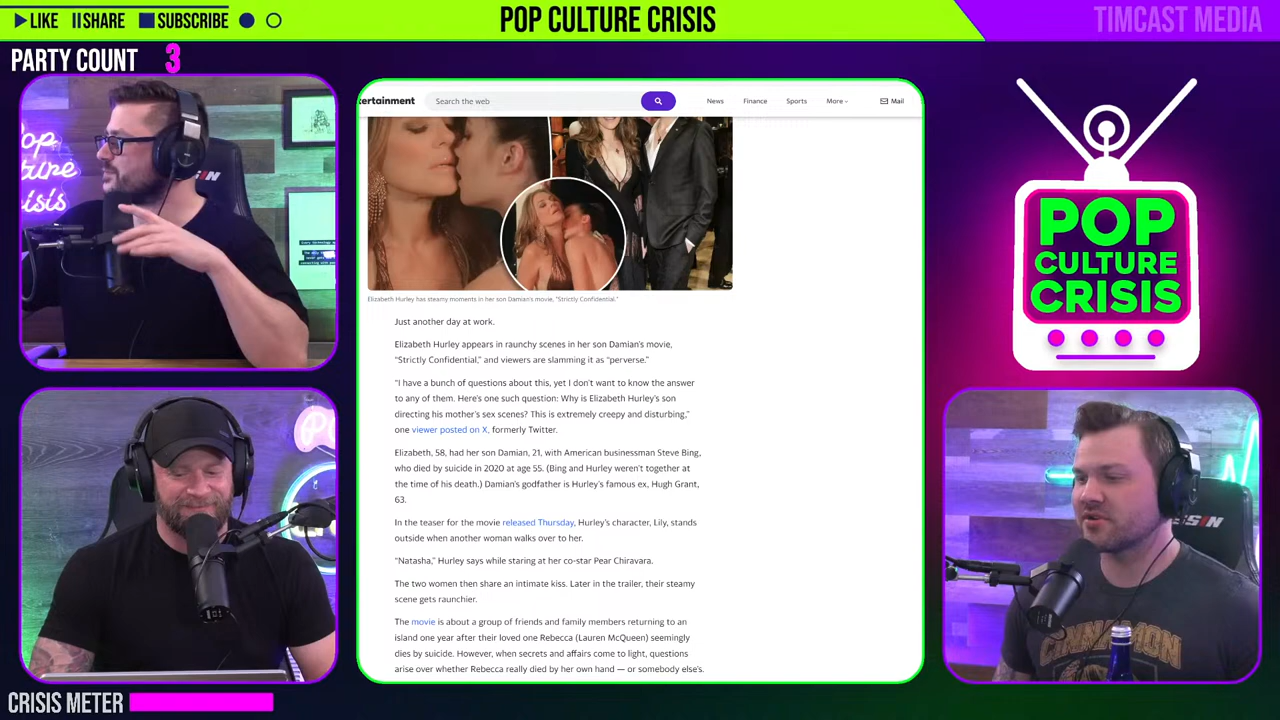 LIKE SHARE SUBSCRIBE
POP CULTURE CRISIS
TIMCAST MEDIA
PARTY COUNT 3
ertainment
Search the web
News
Finance
Sports
More
Mail
Elizabeth Hurley has steamy moments in her son Damian's movie, "Strictly Confidential."
Just another day at work.
Elizabeth Hurley appears in raunchy scenes in her son Damian's movie,
"Strictly Confidential," and viewers are slamming it as "perverse."
"I have a bunch of questions about this, yet I don't want to know the answer
to any of them. Here's one such question: Why is Elizabeth Hurley's son
directing his mother's sex scenes? This is extremely creepy and disturbing,"
one viewer posted on X, formerly Twitter.
Elizabeth, 58, had her son Damian, 21, with American businessman Steve Bing,
who died by suicide in 2020 at age 55. (Bing and Hurley weren't together at
the time of his death.) Damian's godfather is Hurley's famous ex, Hugh Grant,
63.
In the teaser for the movie released Thursday, Hurley's character, Lily, stands
outside when another woman walks over to her.
"Natasha," Hurley says while staring at her co-star Pear Chiravara.
The two women then share an intimate kiss. Later in the trailer, their steamy
scene gets raunchier.
The movie is about a group of friends and family members returning to an
island one year after their loved one Rebecca (Lauren McQueen) seemingly
dies by suicide. However, when secrets and affairs come to light, questions
arise over whether Rebecca really died by her own hand — or somebody else's.
POP
CULTURE
CRISIS
CRISIS METER